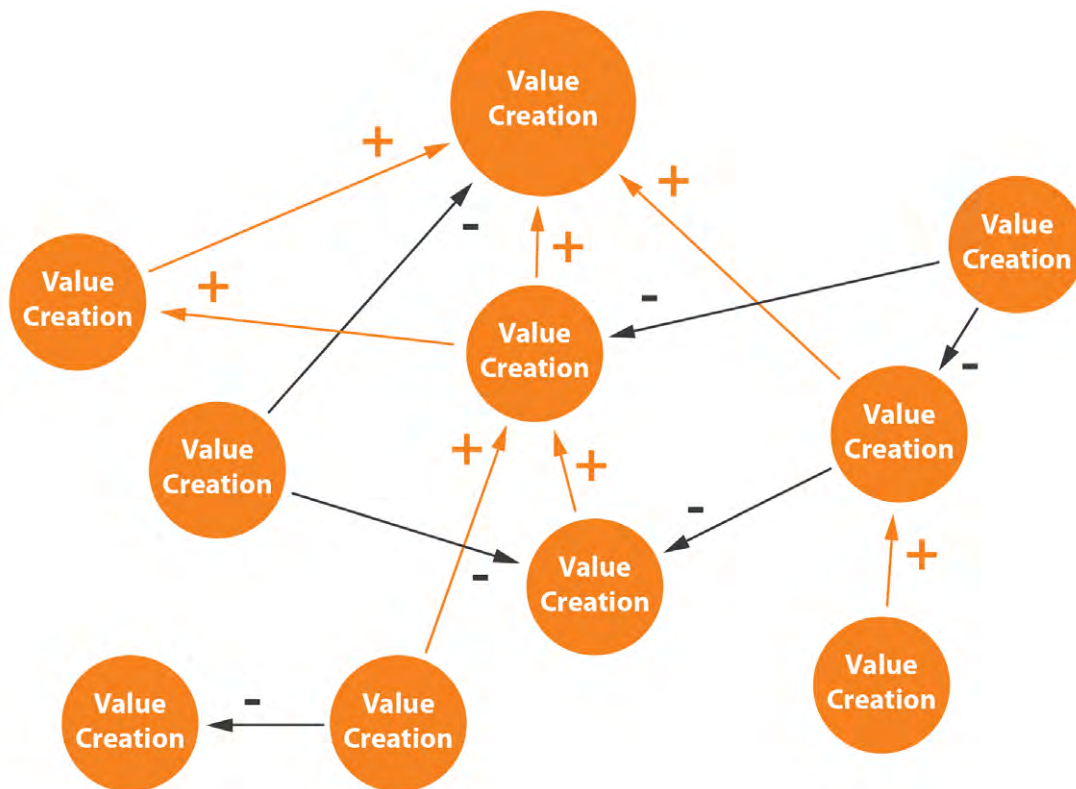 Value
Creation
+
+
-
+
Value
Creation
Value
Creation
+
-
Value
Creation
-
Value
Creation
Value
Creation
+
+
-
-
+
Value
Creation
Value
Creation
-
Value
Creation
Value
Creation